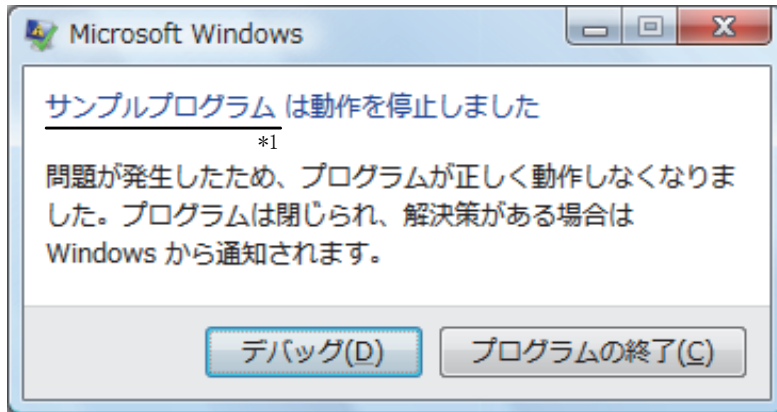 Microsoft Windows
サンプルプログラム は動作を停止しました
*1
問題が発生したため、プログラムが正しく動作しなくなりま
した。プログラムは閉じられ、解決策がある場合は
Windows から通知されます。
デバッグ(D) プログラムの終了(C)